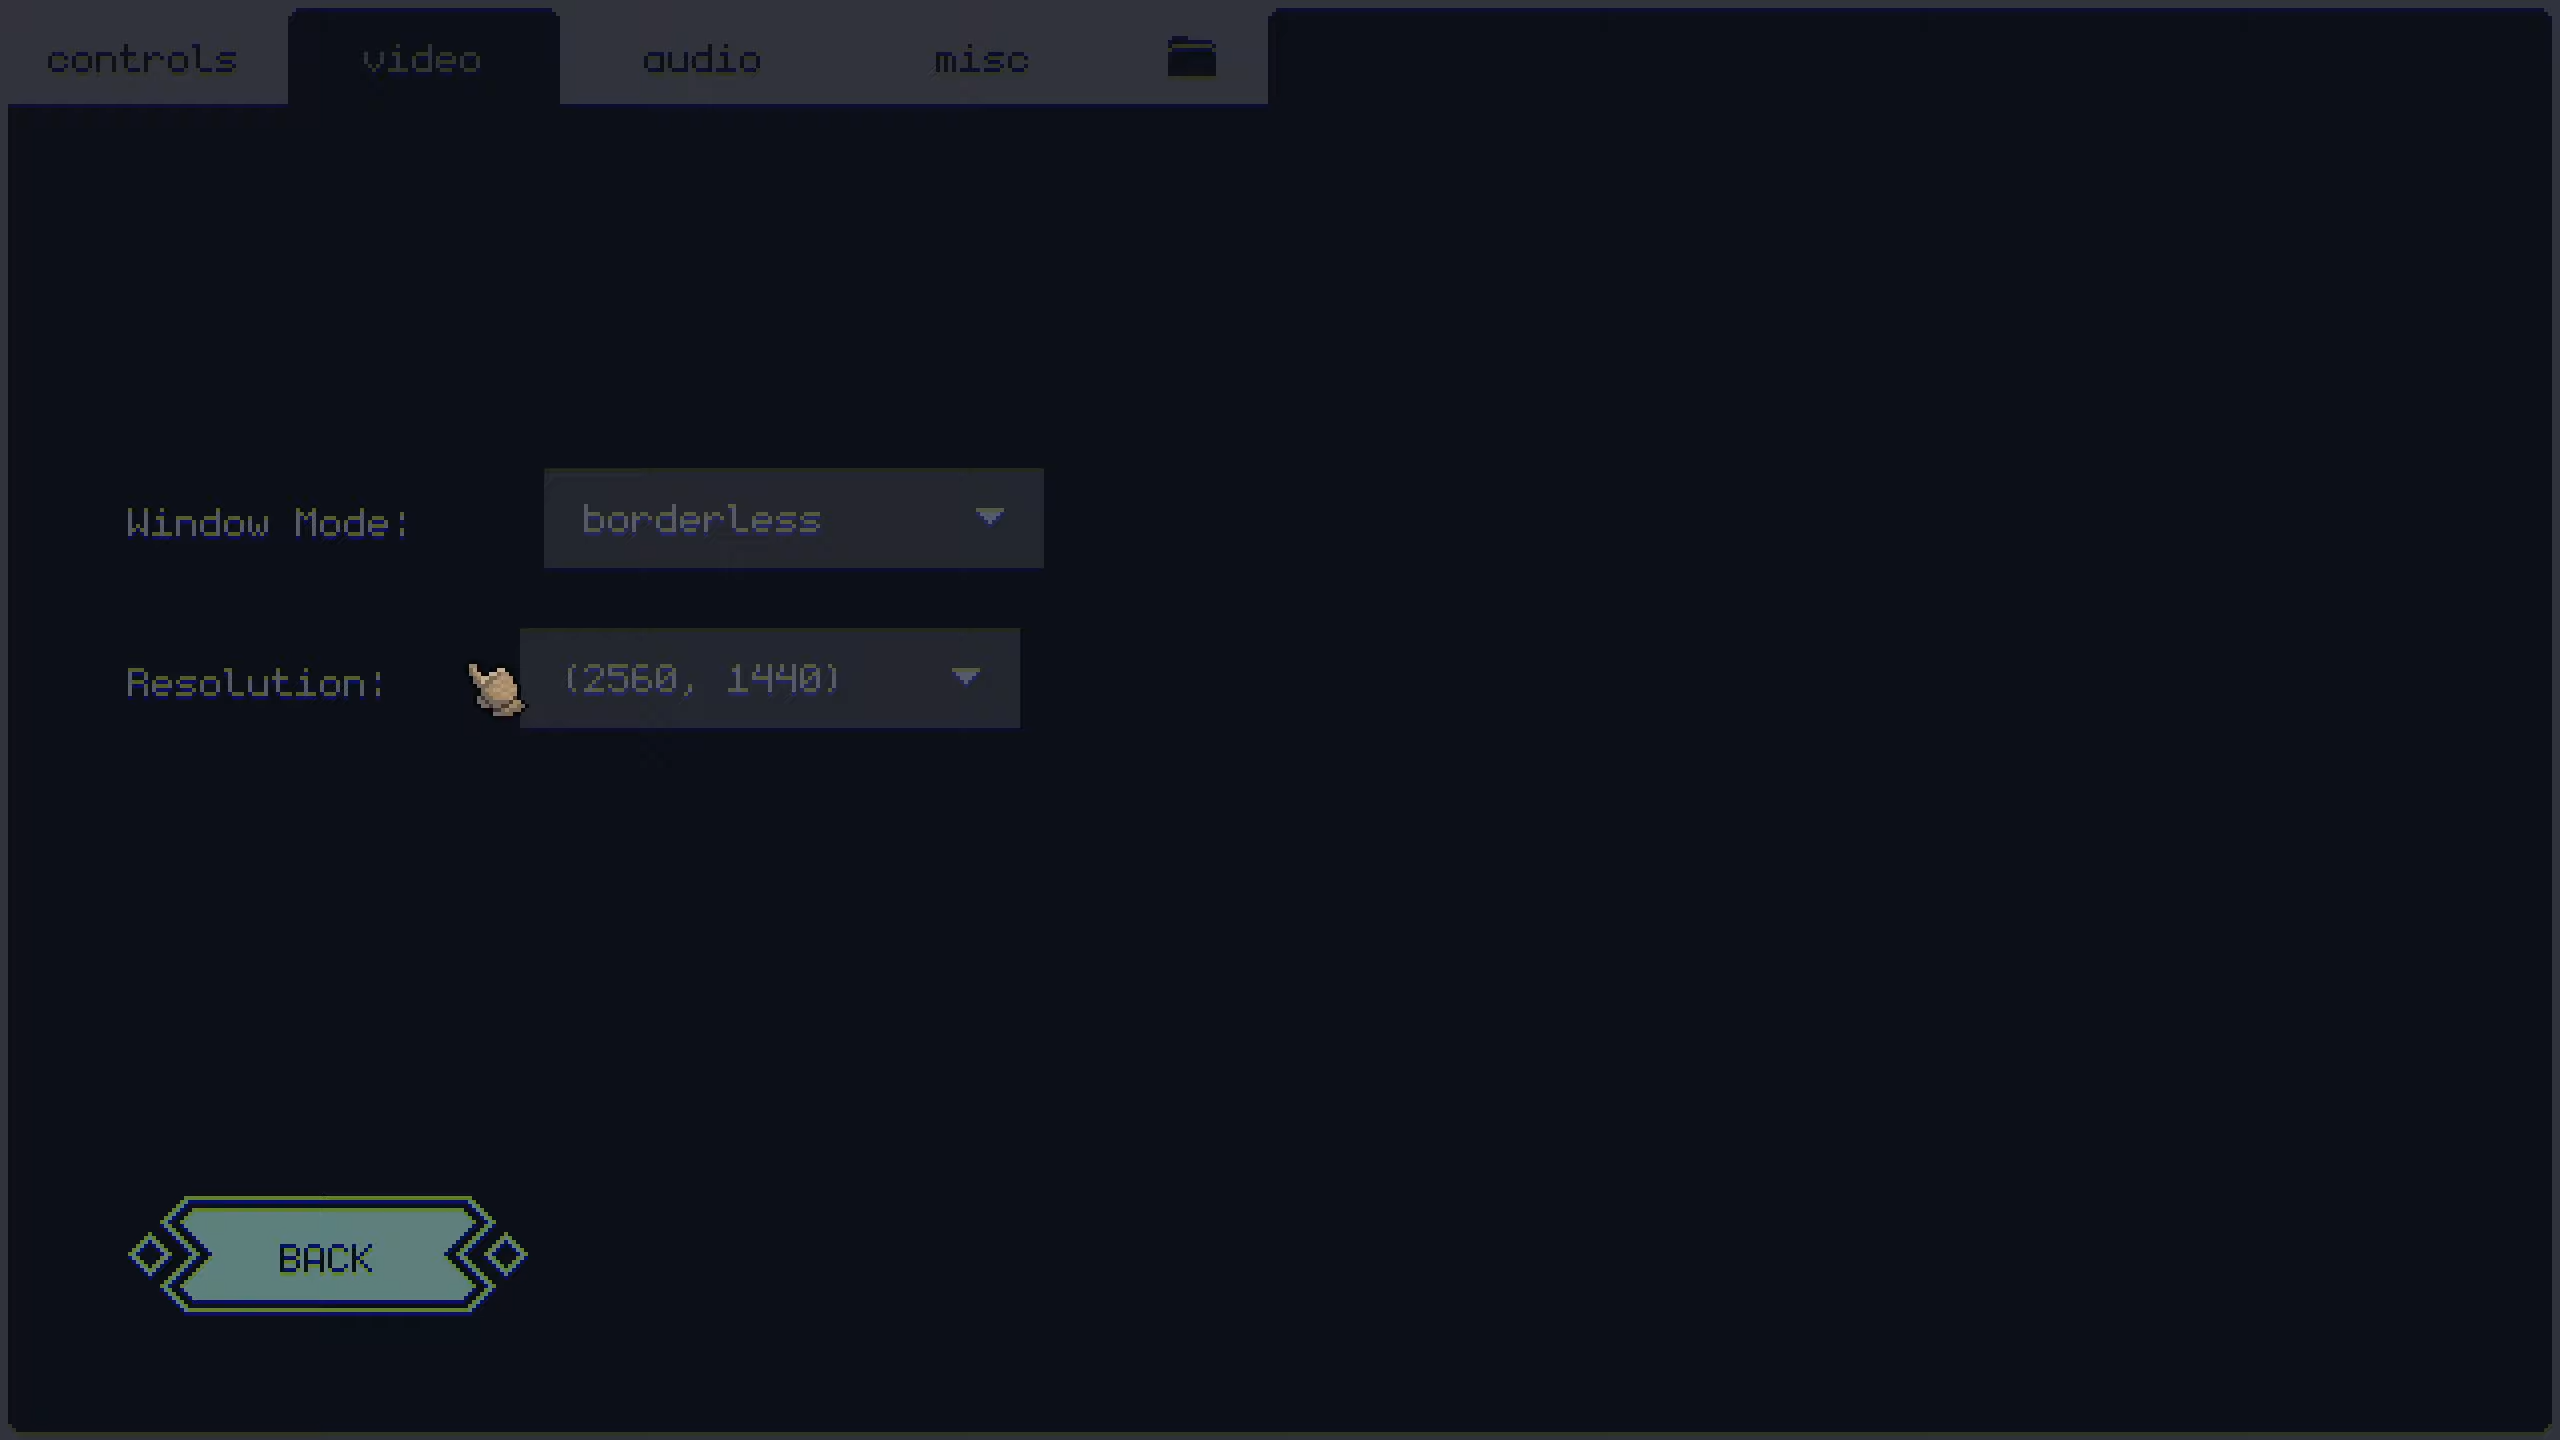 controls video audio misc
Window Mode: borderless
Resolution: (2560, 1440)
BACK